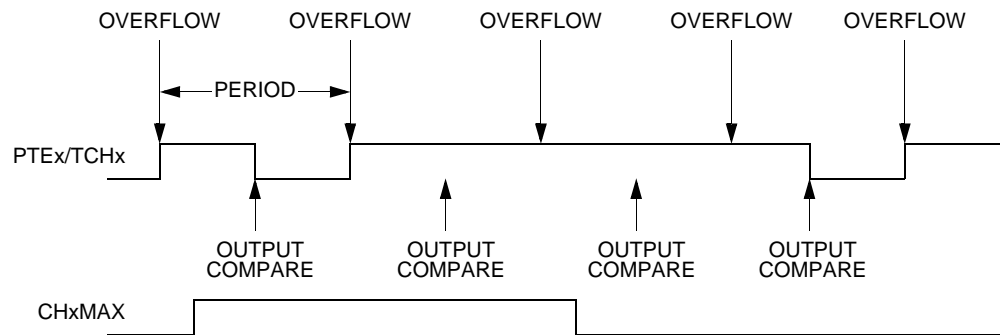 OVERFLOW OVERFLOW OVERFLOW OVERFLOW OVERFLOW
PERIOD
PTEx/TCHx
OUTPUT COMPARE
OUTPUT COMPARE
OUTPUT COMPARE
OUTPUT COMPARE
CHxMAX